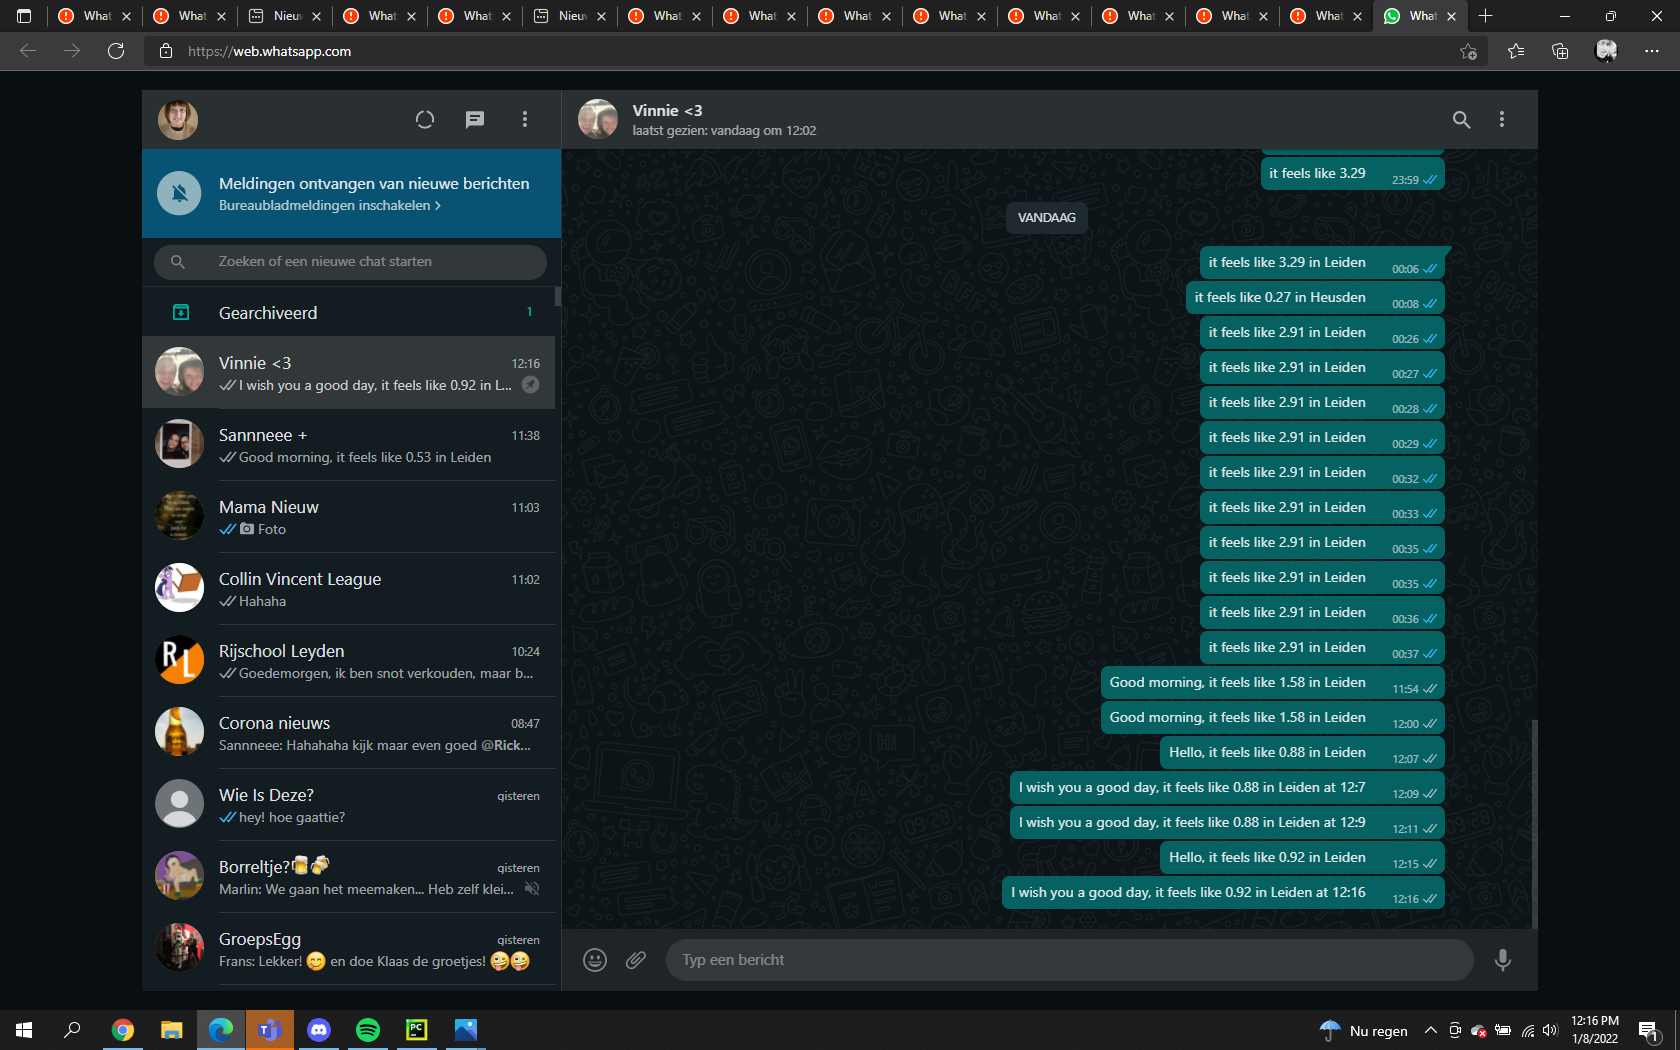 What
What
Nieuw
What
What
Nieuw
What
What
What
What
What
What
What
What
What
https://web.whatsapp.com
Meldingen ontvangen van nieuwe berichten
Bureaubladmeldingen inschakelen >
Zoeken of een nieuwe chat starten
Gearchiveerd 1
Vinnie <3 12:16
I wish you a good day, it feels like 0.92 in L...
Sannneee + 11:38
Good morning, it feels like 0.53 in Leiden
Mama Nieuw 11:03
Foto
Collin Vincent League 11:02
Hahaha
Rijschool Leyden 10:24
Goedemorgen, ik ben snot verkouden, maar b...
RL
Corona nieuws 08:47
Sannneee: Hahahaha kijk maar even goed @Rick...
Wie Is Deze? gisteren
hey! hoe gaattie?
Borreltje?🍺🍻 gisteren
Marlin: We gaan het meemaken... Heb zelf klei...
GroepsEgg gisteren
Frans: Lekker! 😋 en doe Klaas de groetjes! 🤪🤪
Vinnie <3
laatst gezien: vandaag om 12:02
it feels like 3.29 23:59
VANDAAG
it feels like 3.29 in Leiden 00:06
it feels like 0.27 in Heusden 00:08
it feels like 2.91 in Leiden 00:26
it feels like 2.91 in Leiden 00:27
it feels like 2.91 in Leiden 00:28
it feels like 2.91 in Leiden 00:29
it feels like 2.91 in Leiden 00:32
it feels like 2.91 in Leiden 00:33
it feels like 2.91 in Leiden 00:35
it feels like 2.91 in Leiden 00:35
it feels like 2.91 in Leiden 00:36
it feels like 2.91 in Leiden 00:37
Good morning, it feels like 1.58 in Leiden 11:54
Good morning, it feels like 1.58 in Leiden 12:00
Hello, it feels like 0.88 in Leiden 12:07
I wish you a good day, it feels like 0.88 in Leiden at 12:7 12:09
I wish you a good day, it feels like 0.88 in Leiden at 12:9 12:11
Hello, it feels like 0.92 in Leiden 12:15
I wish you a good day, it feels like 0.92 in Leiden at 12:16 12:16
Typ een bericht
PC
Nu regen
12:16 PM
1/8/2022
1